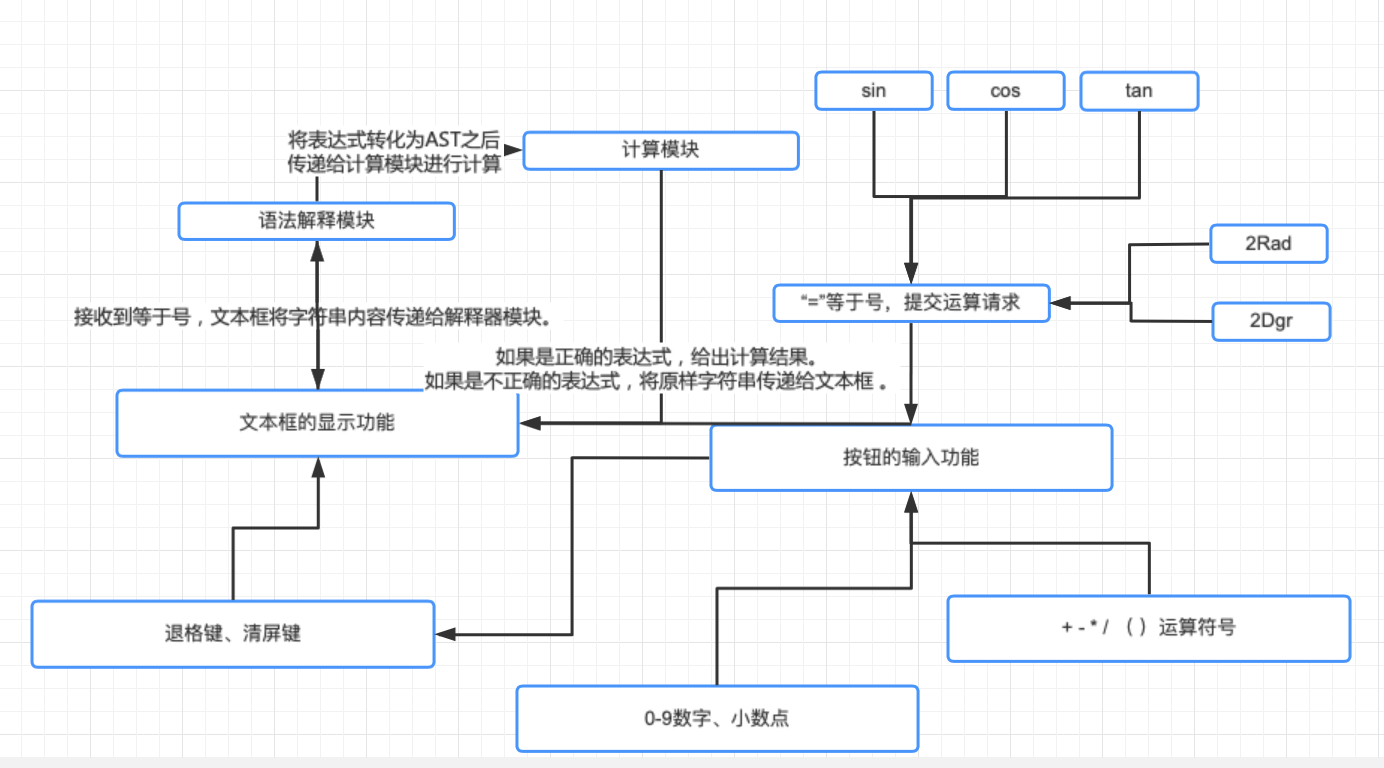 sin
cos
tan
将表达式转化为AST之后
传递给计算模块进行计算
计算模块
语法解释模块
2Rad
“=”等于号，提交运算请求
2Dgr
接收到等于号，文本框将字符串内容传递给解释器模块。
如果是正确的表达式，给出计算结果。
如果是不正确的表达式，将原样字符串传递给文本框 。
文本框的显示功能
按钮的输入功能
退格键、清屏键
+ - * / （ ）运算符号
0-9数字、小数点